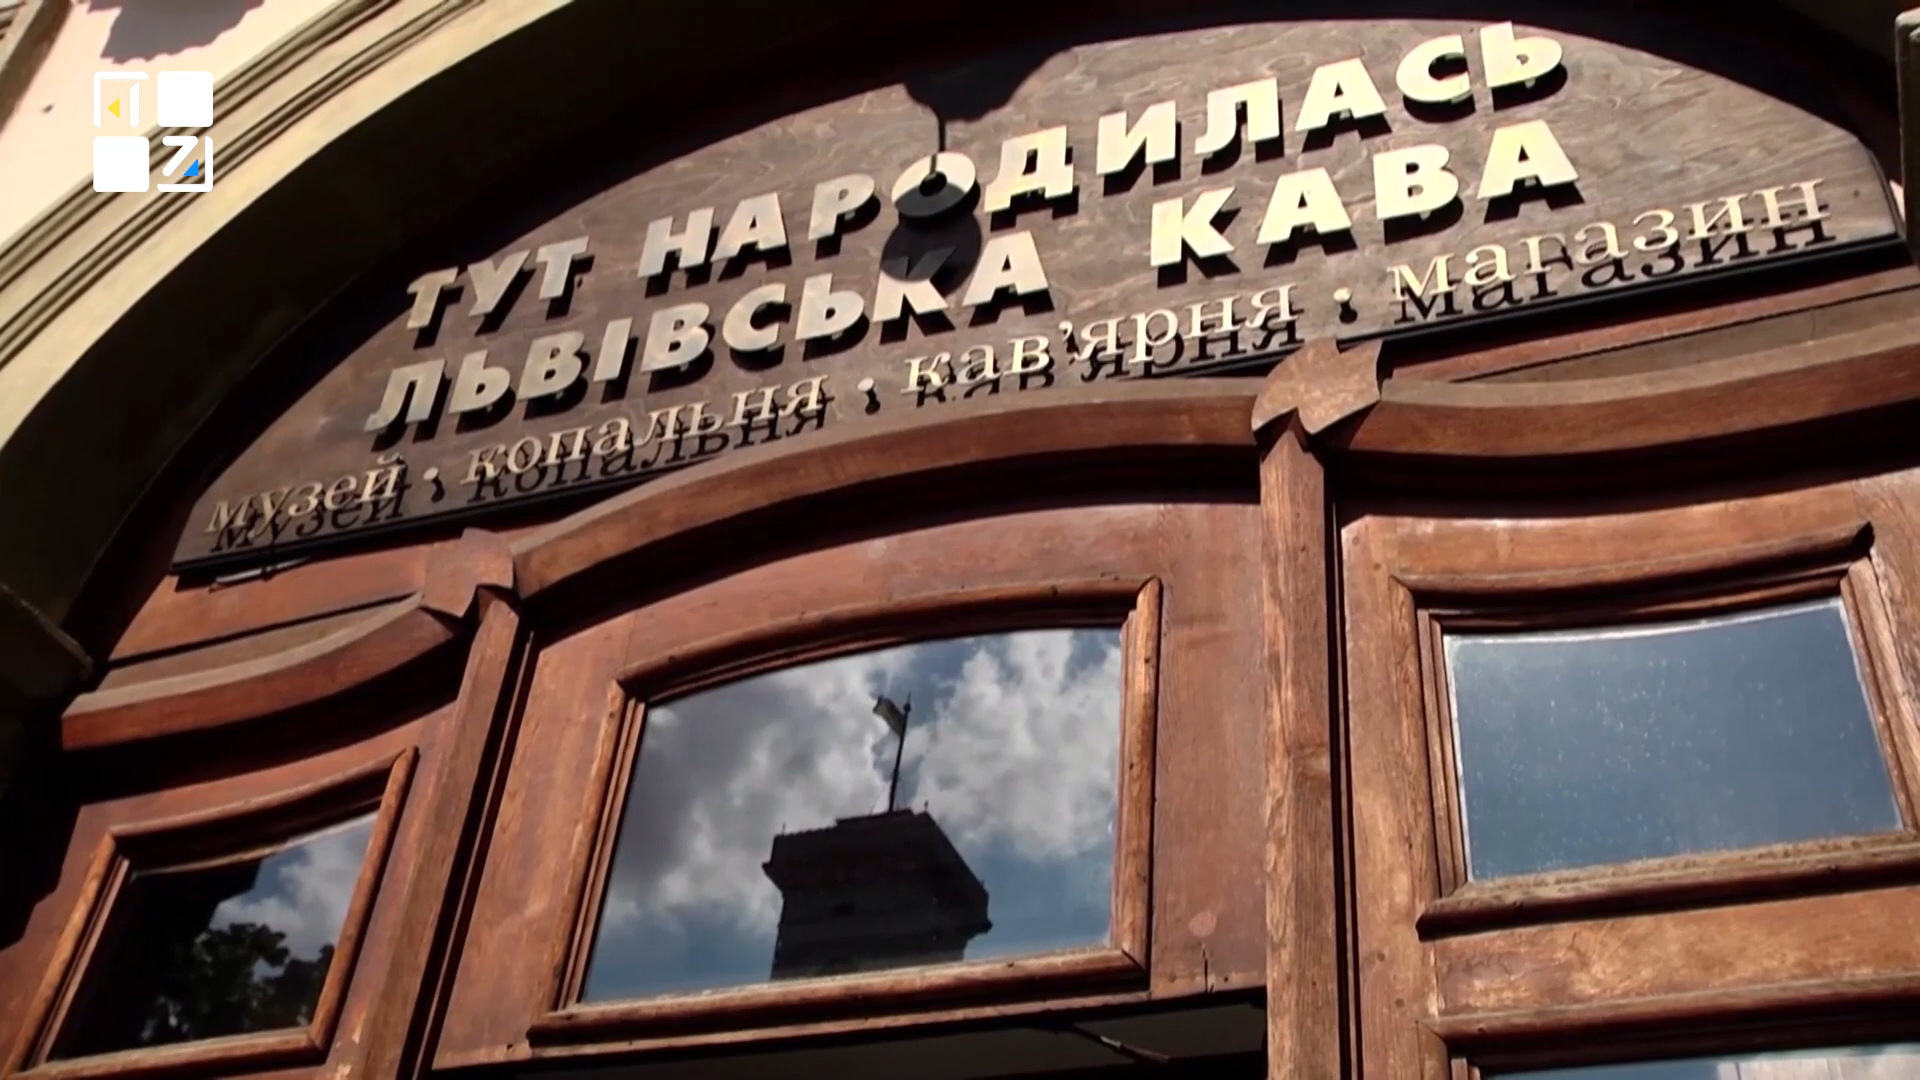 ТУТ НАРОДИЛАСЬ
ЛЬВІВСЬКА КАВА
музей • копальня • кав'ярня • магазин